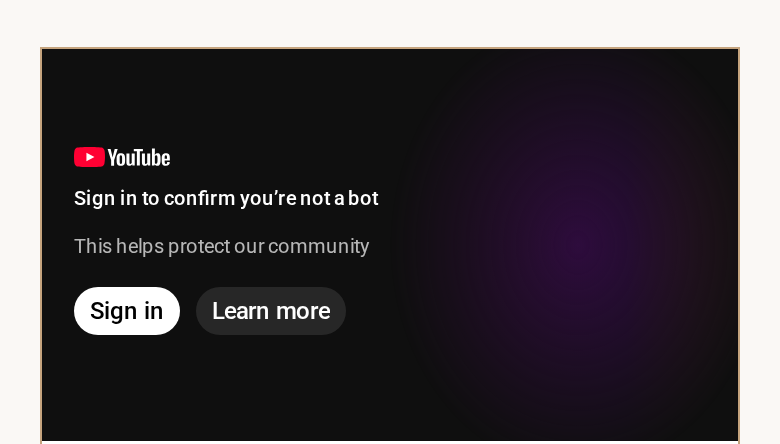 YouTube
Sign in to confirm you’re not a bot
This helps protect our community
Sign in
Learn more